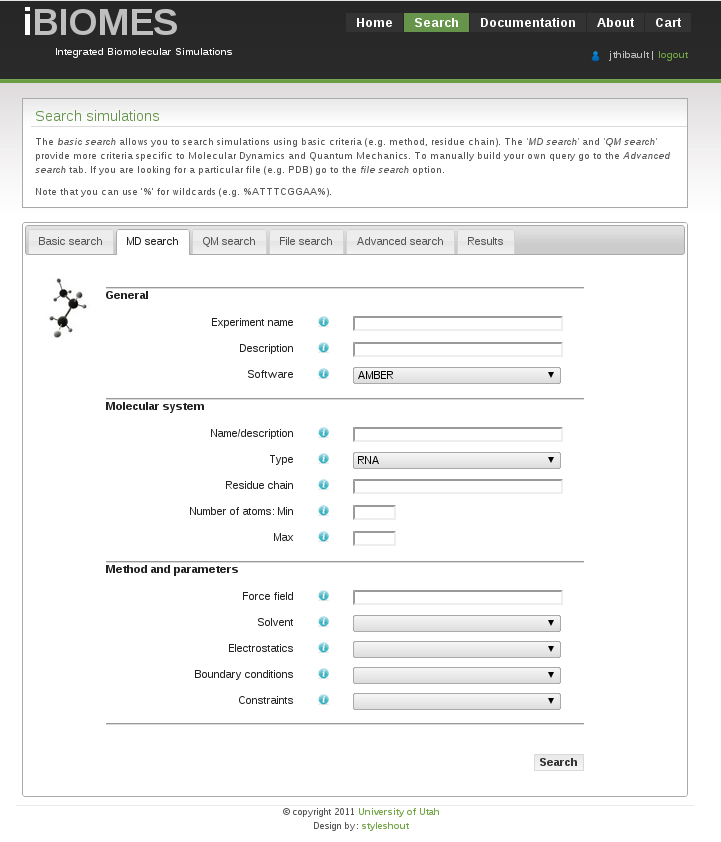 iBIOMES
Home Search Documentation About Cart
Integrated Biomolecular Simulations
jthibault | logout
Search simulations
The basic search allows you to search simulations using basic criteria (e.g. method, residue chain). The 'MD search' and 'QM search'
provide more criteria specific to Molecular Dynamics and Quantum Mechanics. To manually build your own query go to the Advanced
search tab. If you are looking for a particular file (e.g. PDB) go to the file search option.
Note that you can use '%' for wildcards (e.g. %ATTTCGGAA%).
Basic search MD search QM search File search Advanced search Results
General
Experiment name
Description
Software AMBER
Molecular system
Name/description
Type RNA
Residue chain
Number of atoms: Min
Max
Method and parameters
Force field
Solvent
Electrostatics
Boundary conditions
Constraints
Search
© copyright 2011 University of Utah
Design by: styleshout